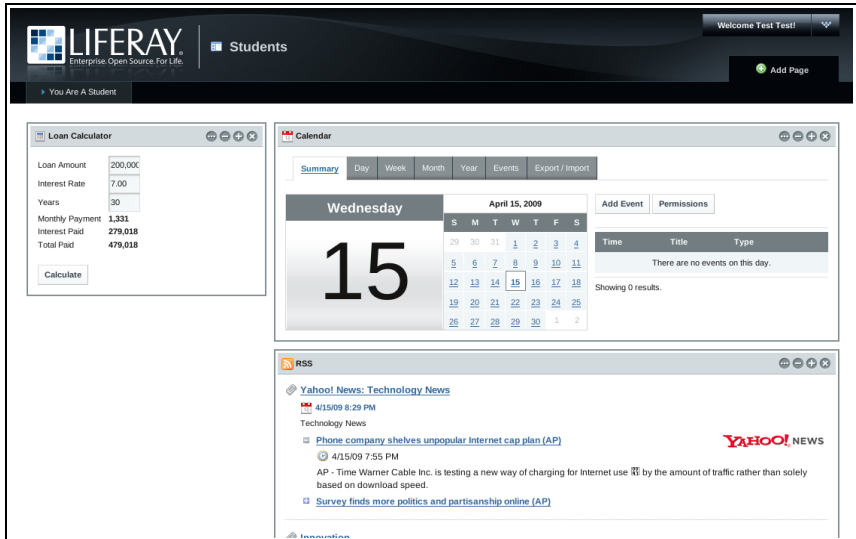 Welcome Test Test!
LIFERAY.
Enterprise. Open Source. For Life.
Students
Add Page
You Are A Student
Loan Calculator
Loan Amount 200,000
Interest Rate 7.00
Years 30
Monthly Payment 1,331
Interest Paid 279,018
Total Paid 479,018
Calculate
Calendar
Summary Day Week Month Year Events Export / Import
Wednesday
15
April 15, 2009
S M T W T F S
29 30 31 1 2 3 4
5 6 7 8 9 10 11
12 13 14 15 16 17 18
19 20 21 22 23 24 25
26 27 28 29 30 1 2
Add Event Permissions
Time Title Type
There are no events on this day.
Showing 0 results.
RSS
Yahoo! News: Technology News
4/15/09 8:29 PM
Technology News
Phone company shelves unpopular Internet cap plan (AP)
YAHOO! NEWS
4/15/09 7:55 PM
AP - Time Warner Cable Inc. is testing a new way of charging for Internet use by the amount of traffic rather than solely
based on download speed.
Survey finds more politics and partisanship online (AP)
Innovation